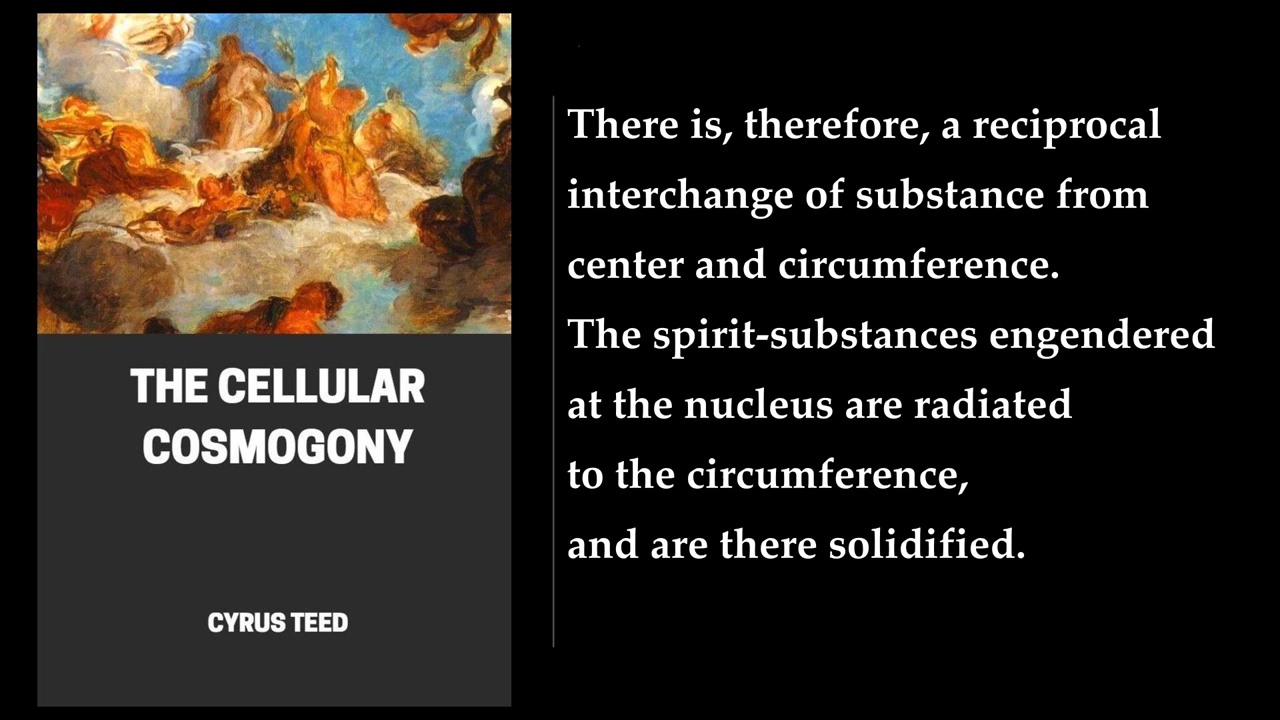 THE CELLULAR
COSMOGONY
CYRUS TEED
There is, therefore, a reciprocal
interchange of substance from
center and circumference.
The spirit-substances engendered
at the nucleus are radiated
to the circumference,
and are there solidified.